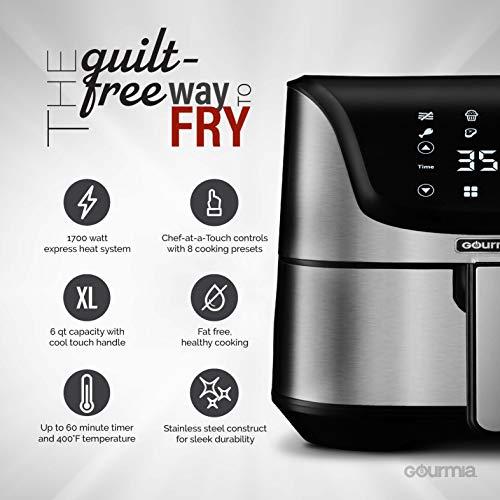 THE guilt-
free way TO
FRY
1700 watt
express heat system
Chef-at-a-Touch controls
with 8 cooking presets
XL
6 qt capacity with
cool touch handle
Fat free,
healthy cooking
Up to 60 minute timer
and 400°F temperature
Stainless steel construct
for sleek durability
Time
35
GOURMIA